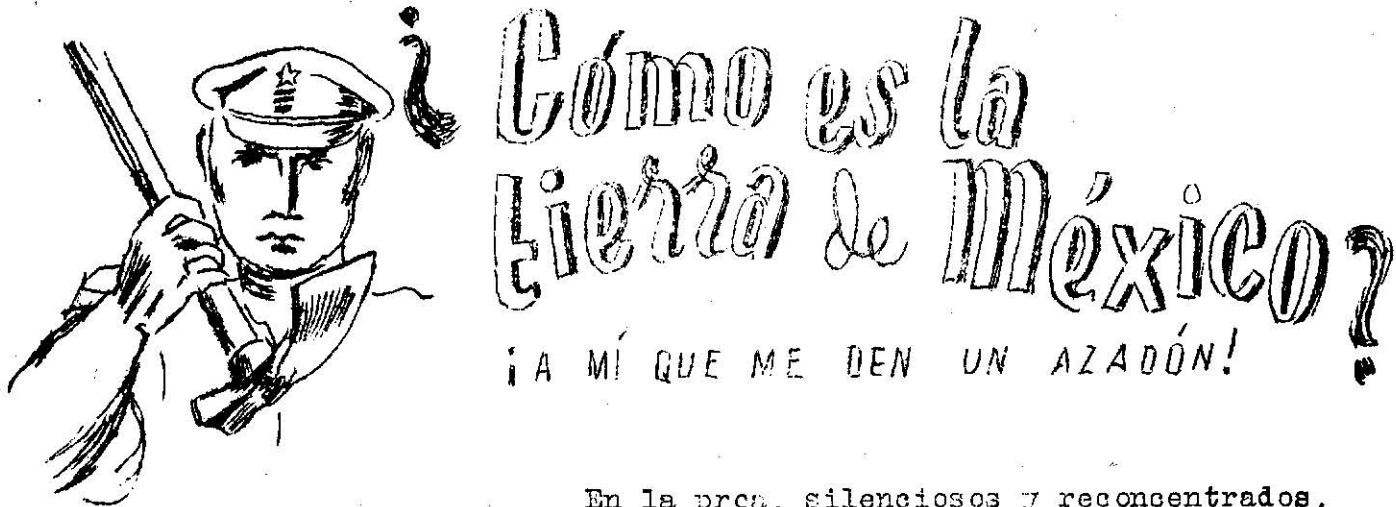 ¿Cómo es la
tierra de México?
¡A MÍ QUE ME DEN UN AZADÓN!
En la proa, silenciosos y reconcentrados,